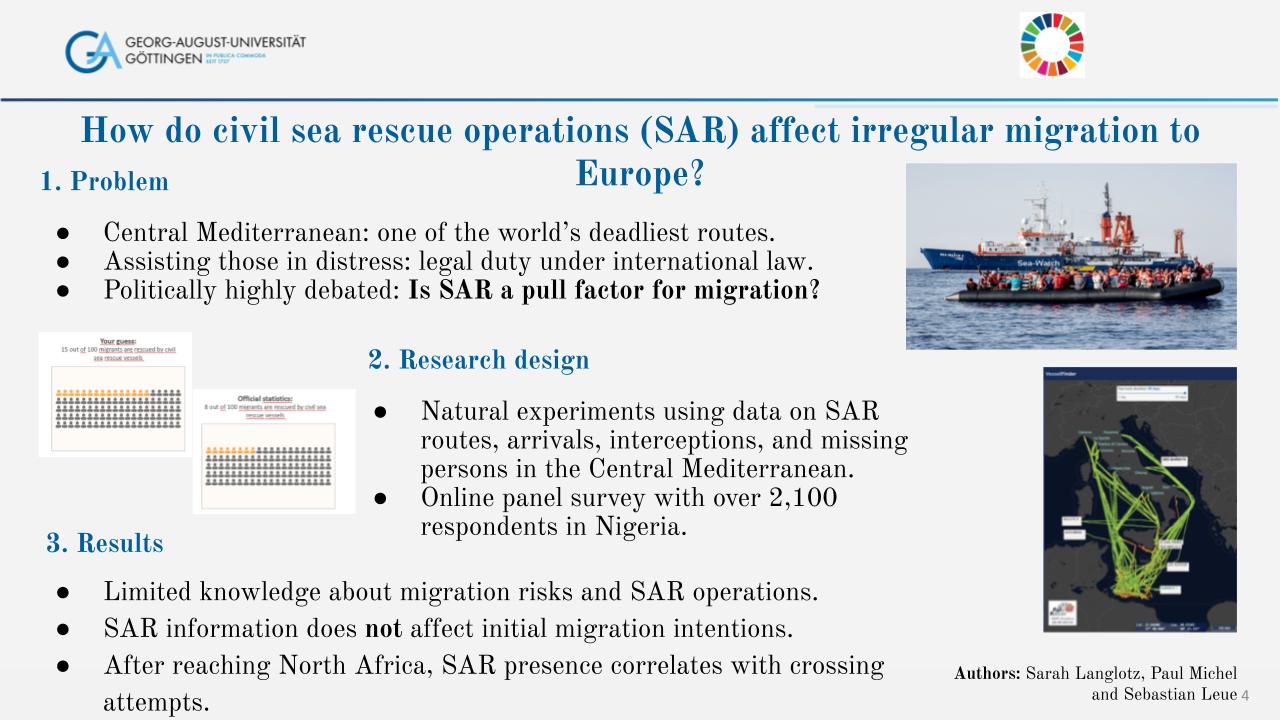 GEORG-AUGUST-UNIVERSITÄT
GÖTTINGEN IN PUBLICA COMMODA
SEIT 1737
How do civil sea rescue operations (SAR) affect irregular migration to
Europe?
1. Problem
● Central Mediterranean: one of the world’s deadliest routes.
● Assisting those in distress: legal duty under international law.
● Politically highly debated: Is SAR a pull factor for migration?
Sea-Watch
Your guess:
15 out of 100 migrants are rescued by civil
sea rescue vessels.
Official statistics:
8 out of 100 migrants are rescued by civil sea
rescue vessels.
2. Research design
● Natural experiments using data on SAR
routes, arrivals, interceptions, and missing
persons in the Central Mediterranean.
● Online panel survey with over 2,100
respondents in Nigeria.
VesselFinder
3. Results
● Limited knowledge about migration risks and SAR operations.
● SAR information does not affect initial migration intentions.
● After reaching North Africa, SAR presence correlates with crossing
attempts.
Authors: Sarah Langlotz, Paul Michel
and Sebastian Leue
4